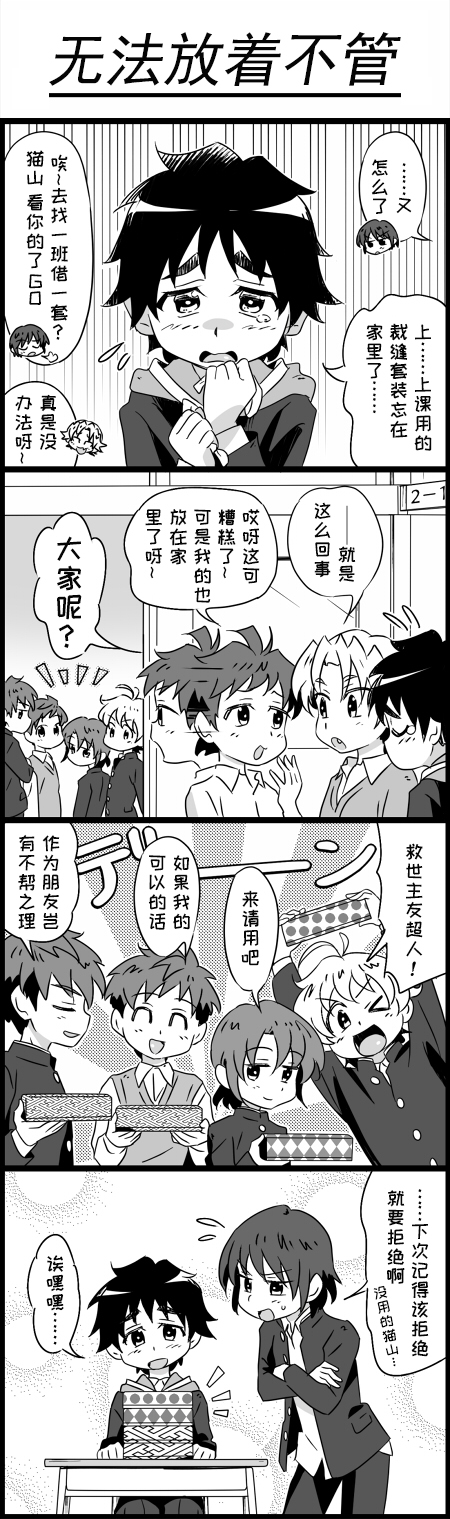 无法放着不管
……又
怎么了
上……上课用的
裁缝套装忘在
家里了……
唉~去找一班借一套?
猫山 看你的了GO
真是没
办法呀~
2-1
——就是
这么回事
哎呀这可
糟糕了~
可是我的也
放在家
里了呀~
大家呢?
救世主友超人!
デーーン
来请用吧
如果我的
可以的话
作为朋友岂
有不帮之理
……下次记得该拒绝
就要拒绝啊
没用的猫山…
诶嘿嘿……